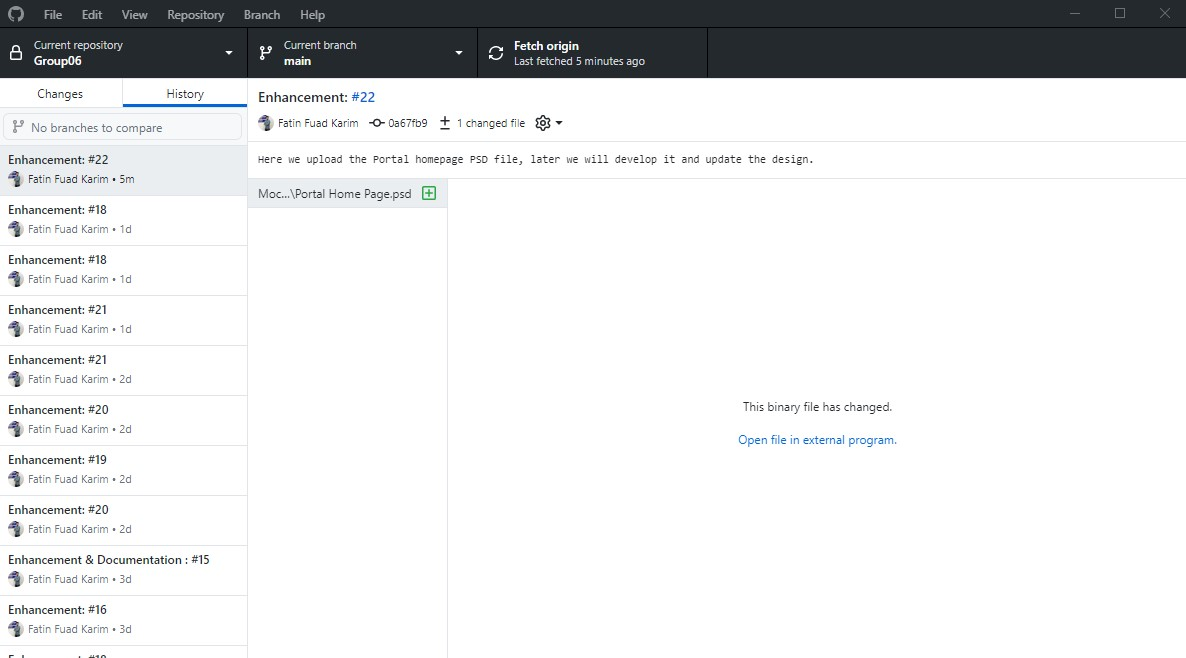 File Edit View Repository Branch Help
Current repository
Group06
Current branch
main
Fetch origin
Last fetched 5 minutes ago
Changes
History
No branches to compare
Enhancement: #22
Fatin Fuad Karim • 5m
Enhancement: #18
Fatin Fuad Karim • 1d
Enhancement: #18
Fatin Fuad Karim • 1d
Enhancement: #21
Fatin Fuad Karim • 1d
Enhancement: #21
Fatin Fuad Karim • 2d
Enhancement: #20
Fatin Fuad Karim • 2d
Enhancement: #19
Fatin Fuad Karim • 2d
Enhancement: #20
Fatin Fuad Karim • 2d
Enhancement & Documentation : #15
Fatin Fuad Karim • 3d
Enhancement: #16
Fatin Fuad Karim • 3d
Enhancement: #22
Fatin Fuad Karim 0a67fb9 1 changed file
Here we upload the Portal homepage PSD file, later we will develop it and update the design.
Moc...\Portal Home Page.psd
This binary file has changed.
Open file in external program.